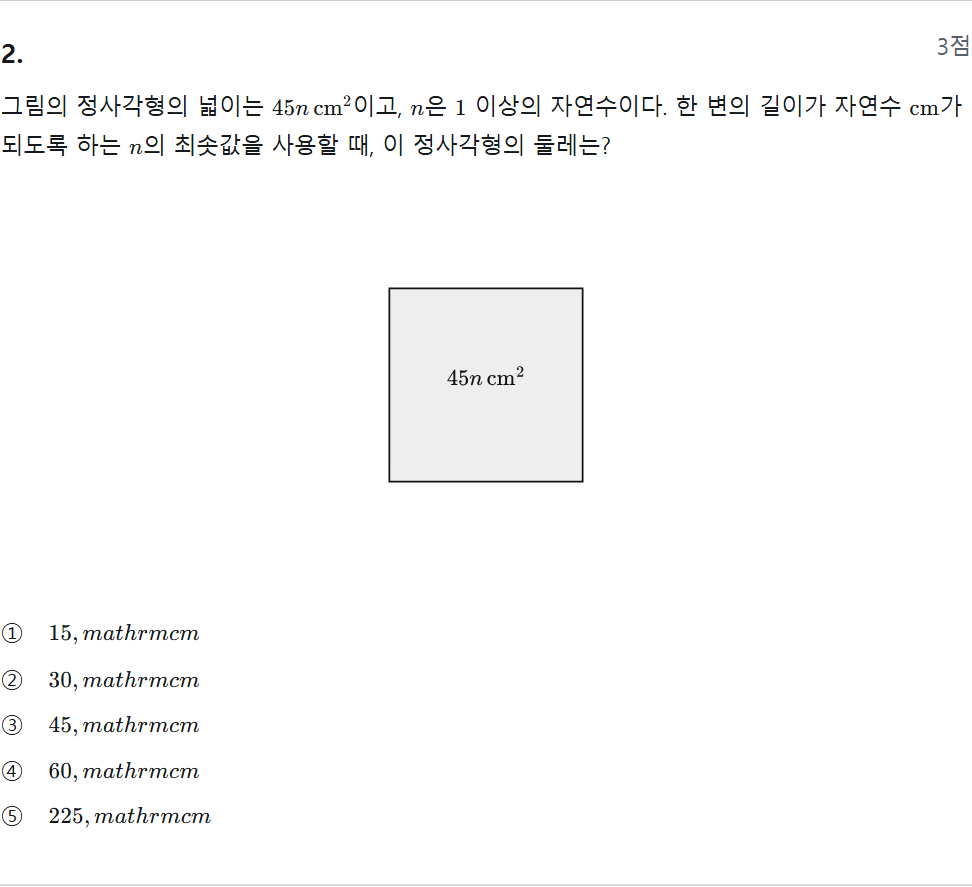 3점
2.
그림의 정사각형의 넓이는 45n cm²이고, n은 1 이상의 자연수이다. 한 변의 길이가 자연수 cm가
되도록 하는 n의 최솟값을 사용할 때, 이 정사각형의 둘레는?
45n cm²
① 15, mathrmcm
② 30, mathrmcm
③ 45, mathrmcm
④ 60, mathrmcm
⑤ 225, mathrmcm